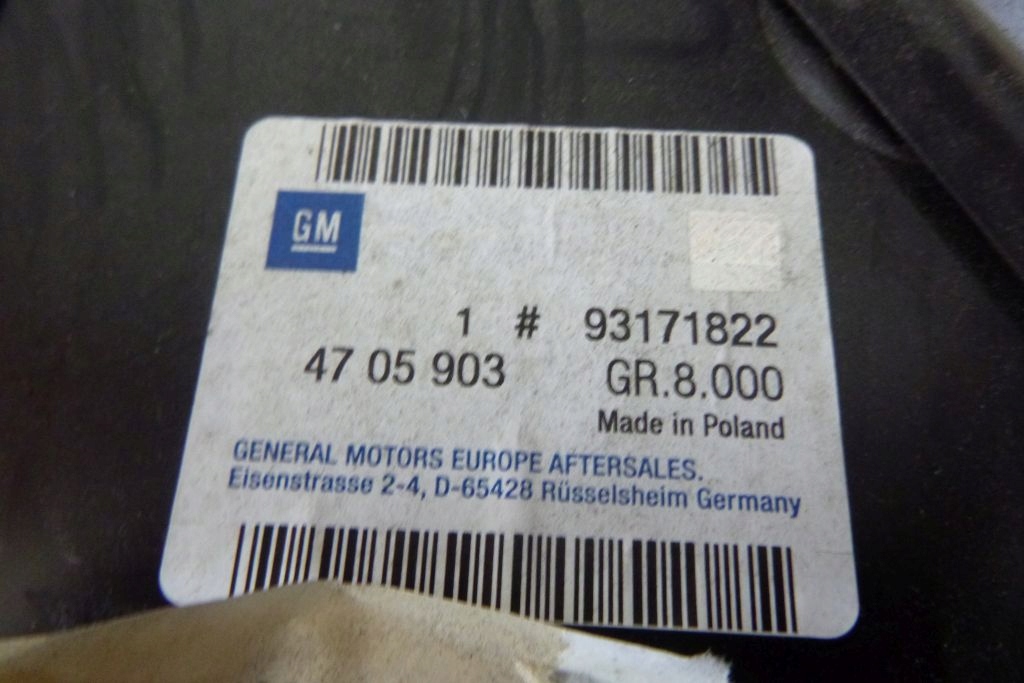 GM
1 # 93171822
47 05 903 GR.8.000
Made in Poland
GENERAL MOTORS EUROPE AFTERSALES.
Eisenstrasse 2-4, D-65428 Rüsselsheim Germany